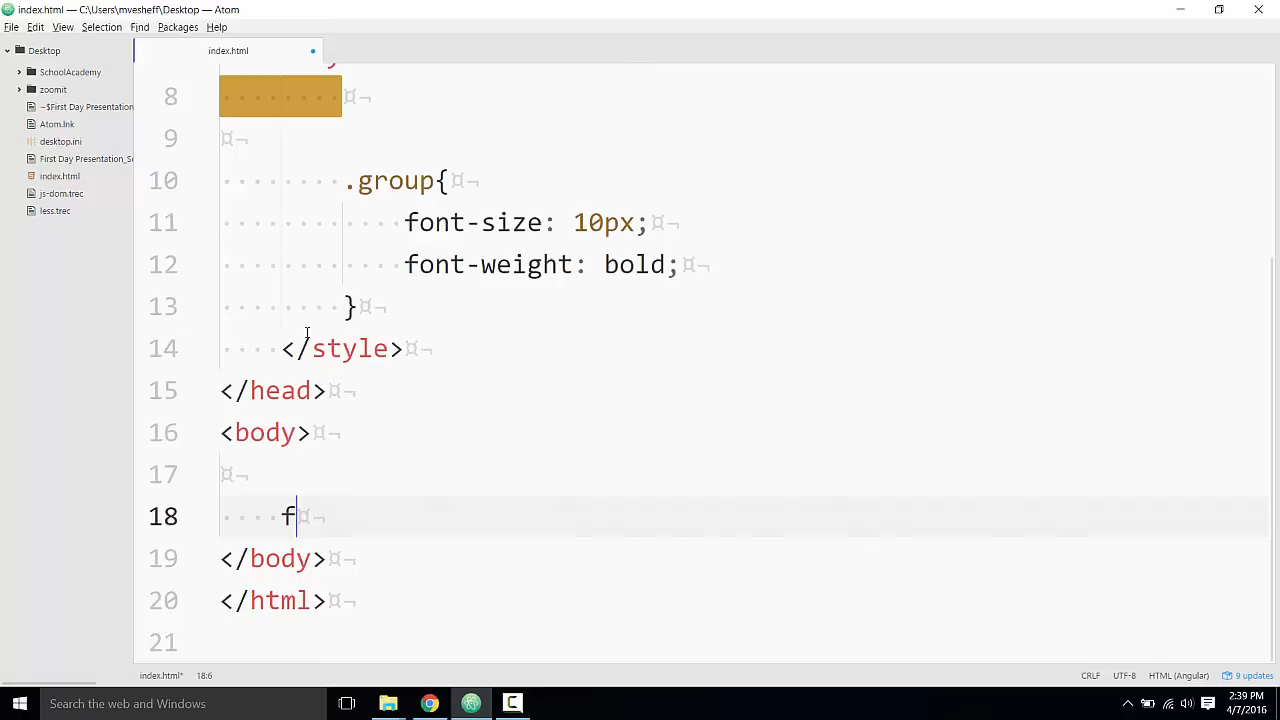 index.html — C:\Users\mvesheff\Desktop — Atom
File Edit View Selection Find Packages Help
Desktop
SchoolAcademy
zoomit
~$First Day Presentation
Atom.lnk
desktop.ini
First Day Presentation_S
index.html
js-dom.trec
less.trec
index.html
8
9
10 .group{
11 font-size: 10px;
12 font-weight: bold;
13 }
14 </style>
15 </head>
16 <body>
17
18 f
19 </body>
20 </html>
21
index.html* 18:6 CRLF UTF-8 HTML (Angular) 9 updates
Search the web and Windows
2:39 PM
4/7/2016